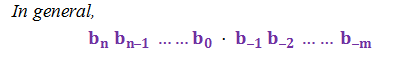 In general,
bₙ bₙ₋₁ ... ... b₀ · b₋₁ b₋₂ ... ... b₋ₘ